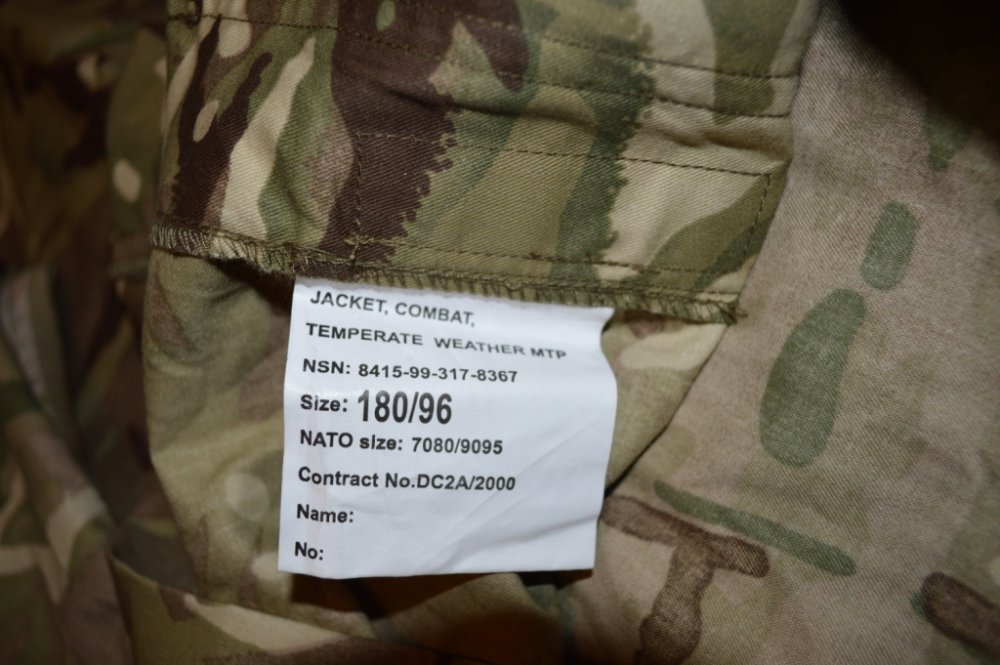 JACKET, COMBAT,
TEMPERATE WEATHER MTP
NSN: 8415-99-317-8367
Size: 180/96
NATO size: 7080/9095
Contract No.DC2A/2000
Name:
No: